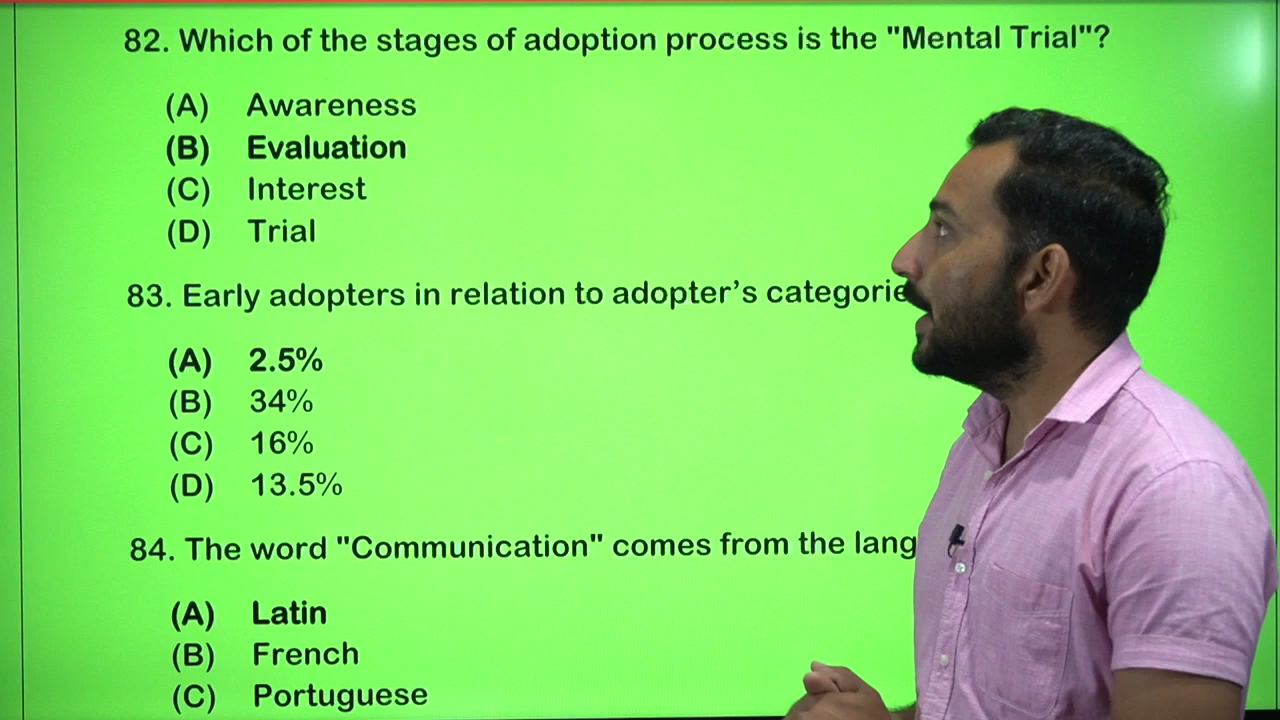 82. Which of the stages of adoption process is the "Mental Trial"?
(A) Awareness
(B) Evaluation
(C) Interest
(D) Trial
83. Early adopters in relation to adopter's
(A) 2.5%
(B) 34%
(C) 16%
(D) 13.5%
84. The word "Communication" comes from the
(A) Latin
(B) French
(C) Portuguese